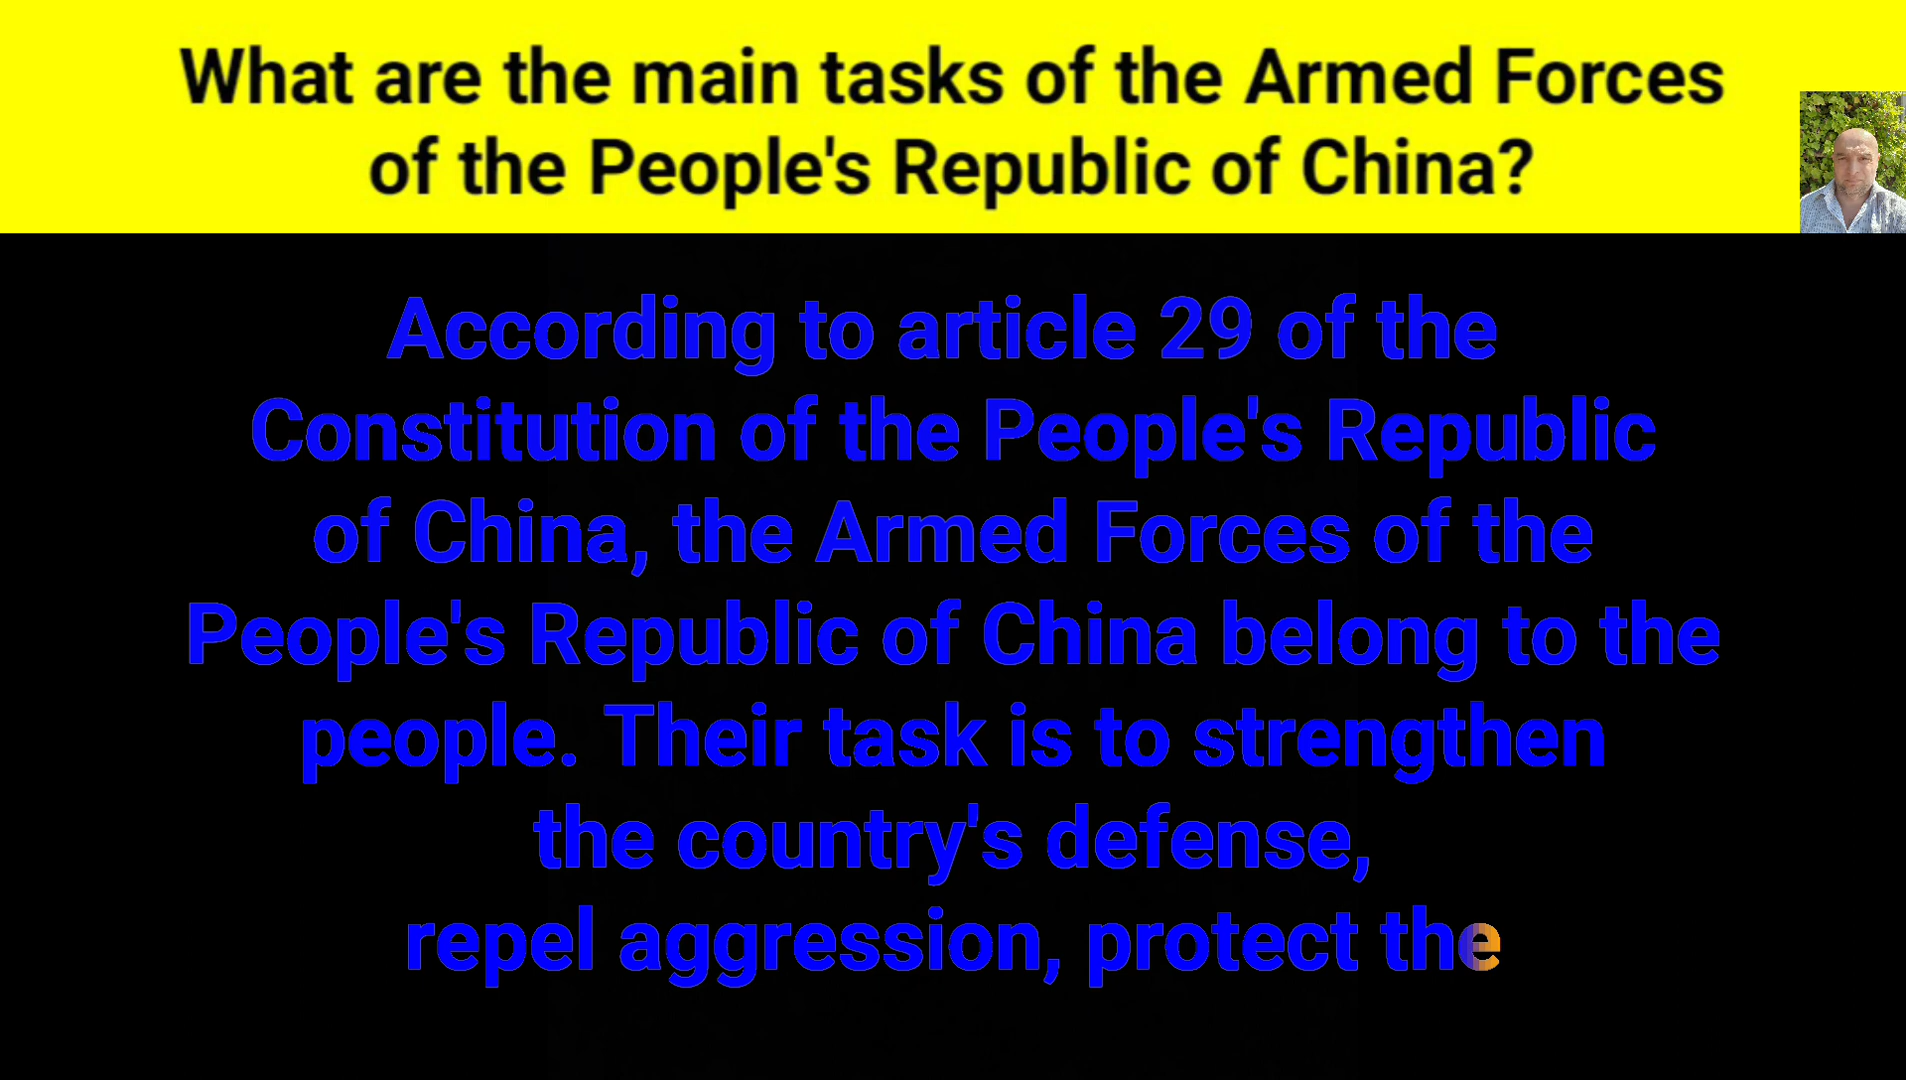 What are the main tasks of the Armed Forces
of the People's Republic of China?
According to article 29 of the
Constitution of the People's Republic
of China, the Armed Forces of the
People's Republic of China belong to the
people. Their task is to strengthen
the country's defense,
repel aggression, protect the